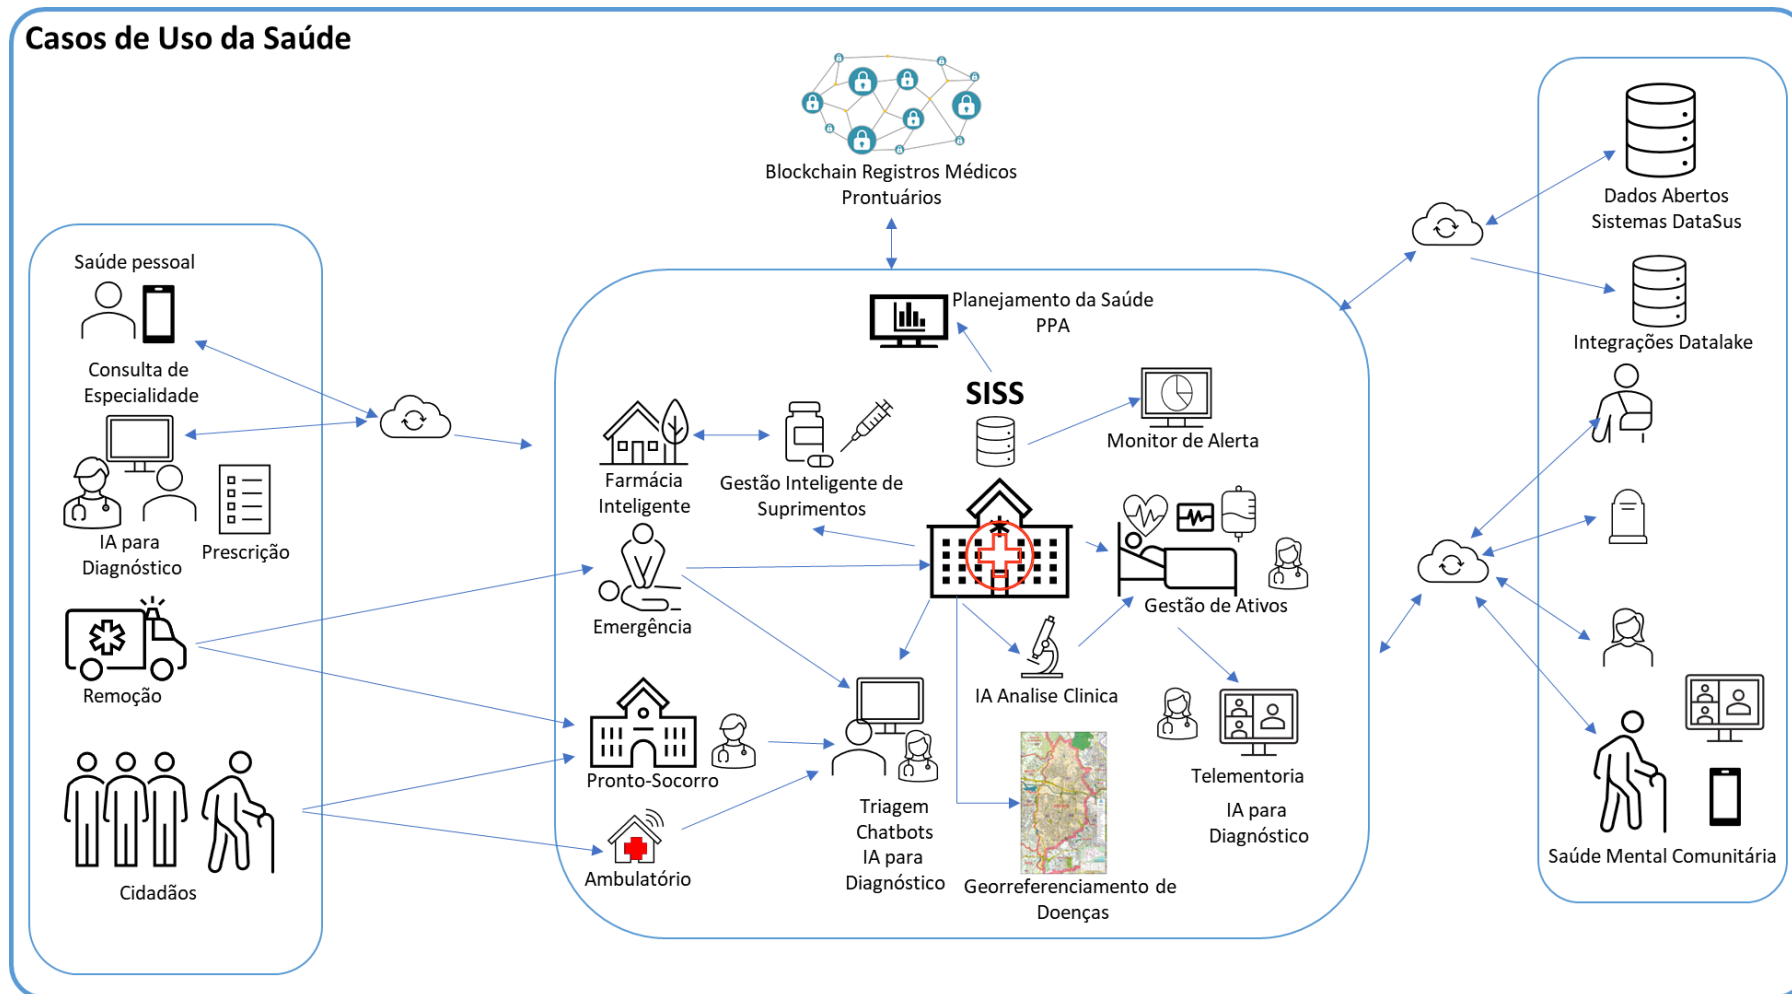 Casos de Uso da Saúde
Blockchain Registros Médicos
Prontuários
Saúde pessoal
Consulta de
Especialidade
IA para
Diagnóstico
Prescrição
Remoção
Cidadãos
Planejamento da Saúde
PPA
SISS
Monitor de Alerta
Farmácia
Inteligente
Gestão Inteligente de
Suprimentos
Emergência
Gestão de Ativos
Pronto-Socorro
IA Analise Clinica
Ambulatório
Triagem
Chatbots
IA para
Diagnóstico
Georreferenciamento de
Doenças
Telementoria
IA para
Diagnóstico
Dados Abertos
Sistemas DataSus
Integrações Datalake
Saúde Mental Comunitária